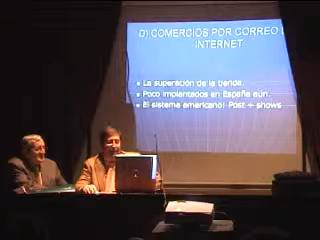 D) COMERCIOS POR CORREO E
INTERNET
La superación de la tienda.
Poco implantados en España aún.
El sistema americano: Post + shows